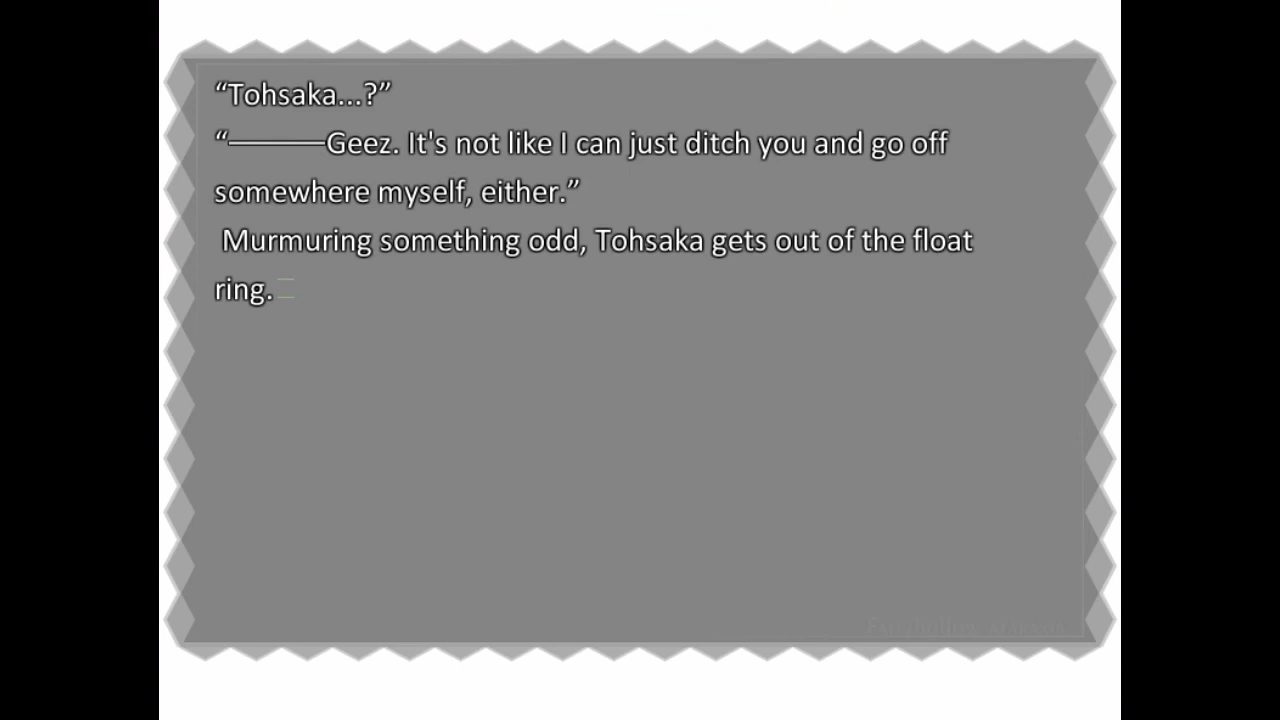 “Tohsaka...?”
“————Geez. It's not like I can just ditch you and go off
somewhere myself, either.”
Murmuring something odd, Tohsaka gets out of the float
ring.